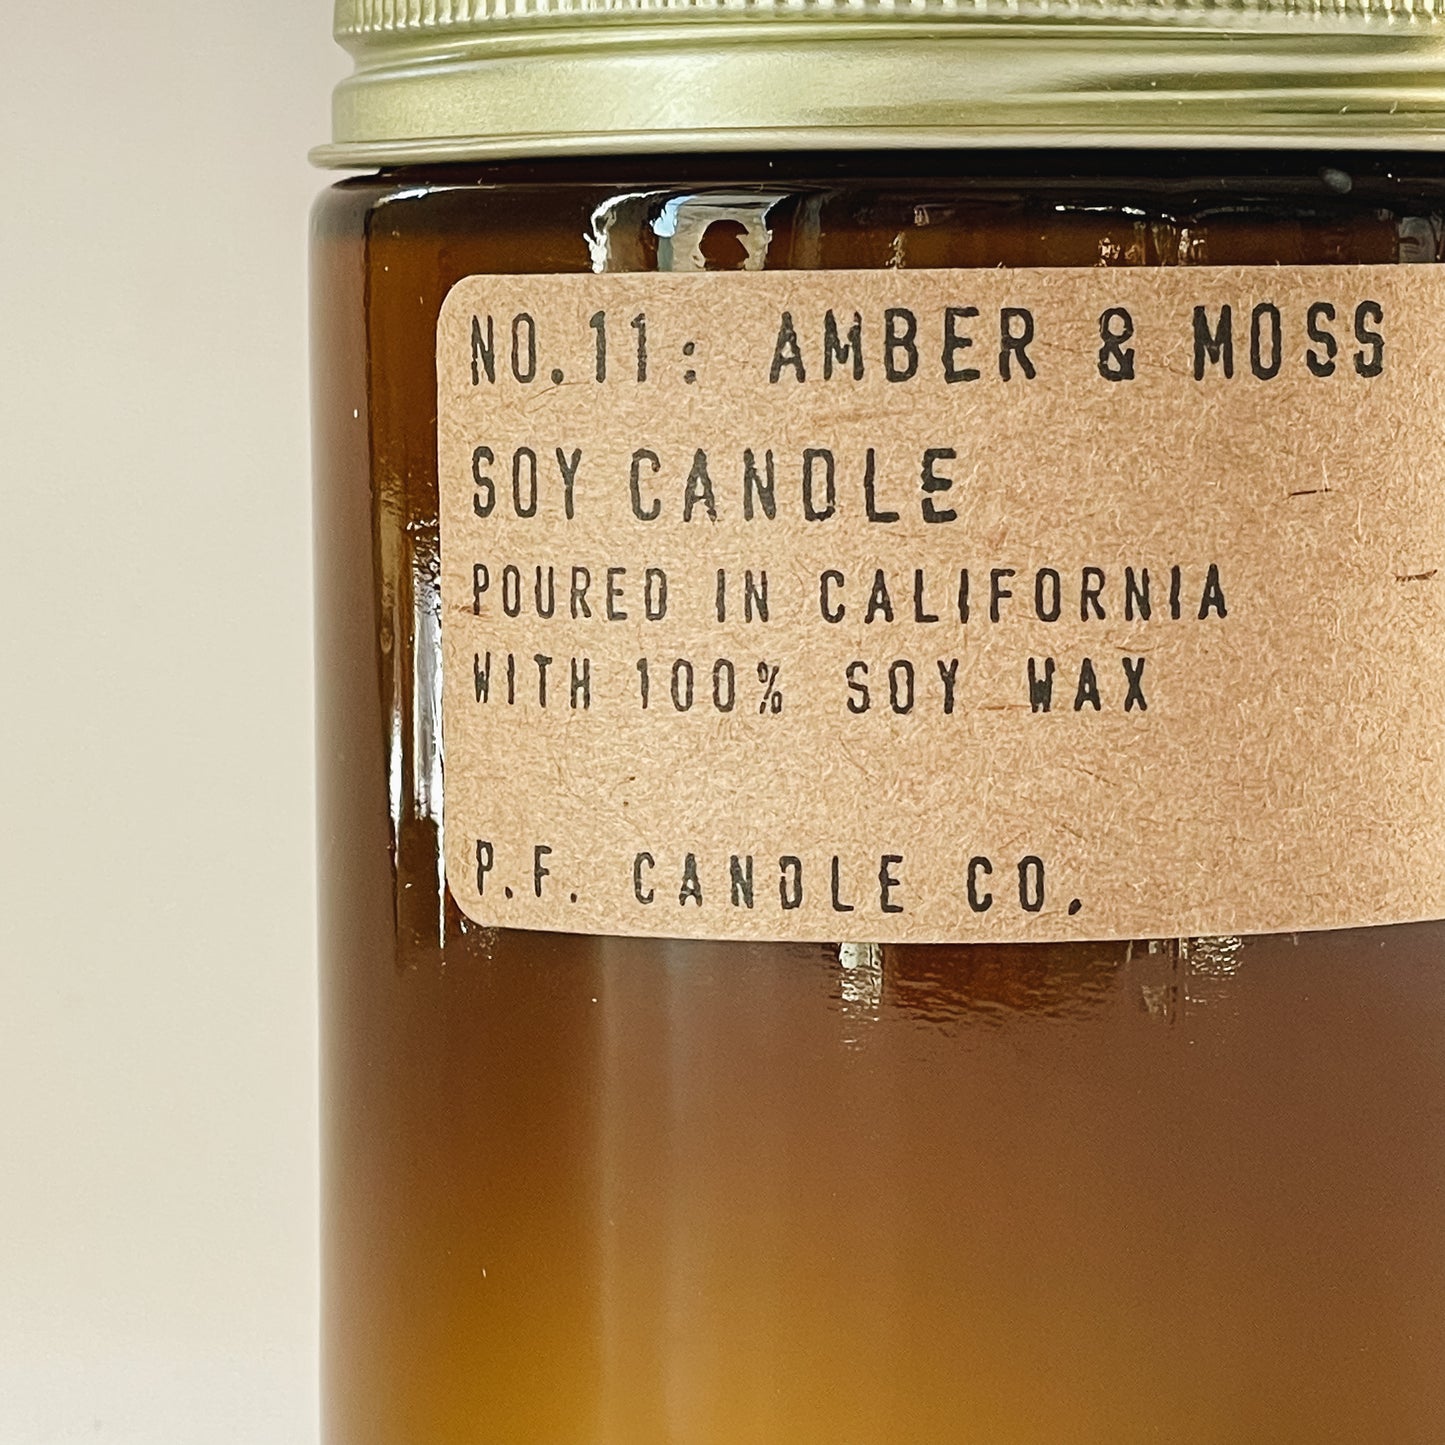 NO.11: AMBER & MOSS
SOY CANDLE
POURED IN CALIFORNIA
WITH 100% SOY WAX
P.F. CANDLE CO.